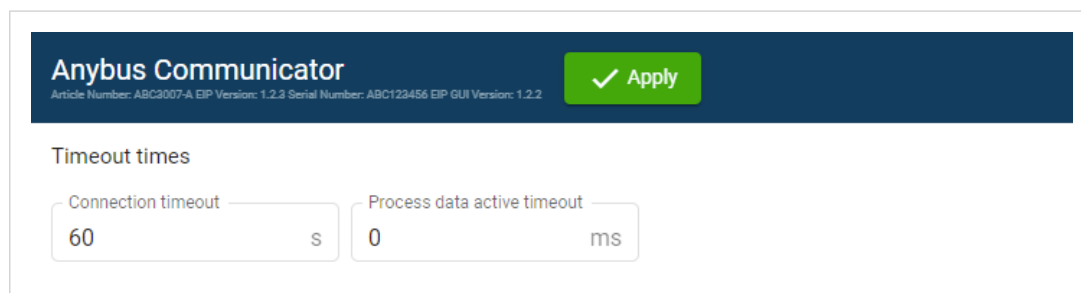 Anybus Communicator
Apply
Article Number: ABC3007-A EIP Version: 1.2.3 Serial Number: ABC123456 EIP GUI Version: 1.2.2
Timeout times
Connection timeout
60 s
Process data active timeout
0 ms